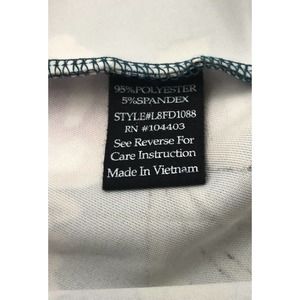 95%POLYESTER
5%SPANDEX
STYLE#L8FD1088
RN #104403
See Reverse For
Care Instruction
Made In Vietnam